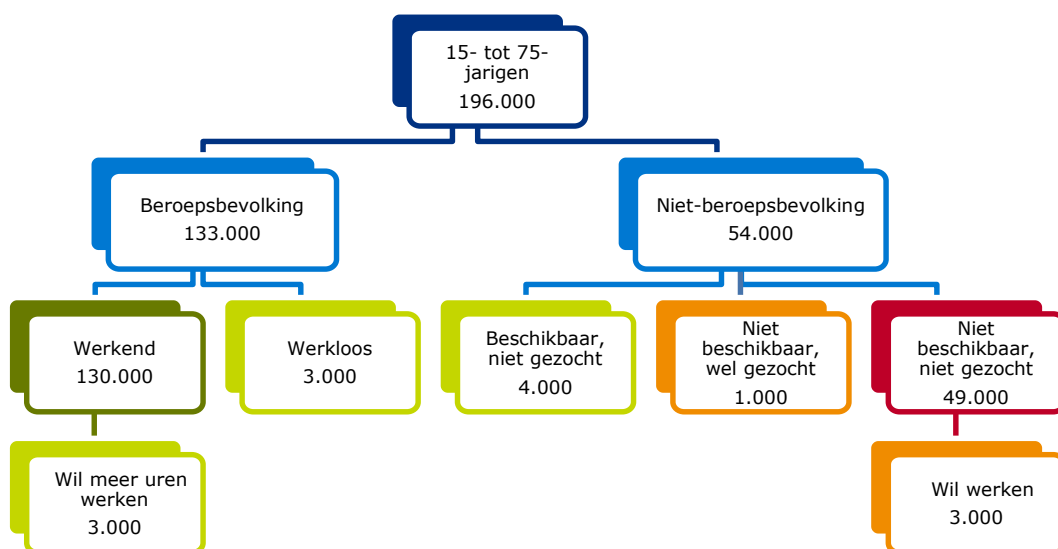 15- tot 75-
jarigen
196.000
Beroepsbevolking
133.000
Niet-beroepsbevolking
54.000
Werkend
130.000
Werkloos
3.000
Beschikbaar,
niet gezocht
4.000
Niet
beschikbaar,
wel gezocht
1.000
Niet
beschikbaar,
niet gezocht
49.000
Wil meer uren
werken
3.000
Wil werken
3.000